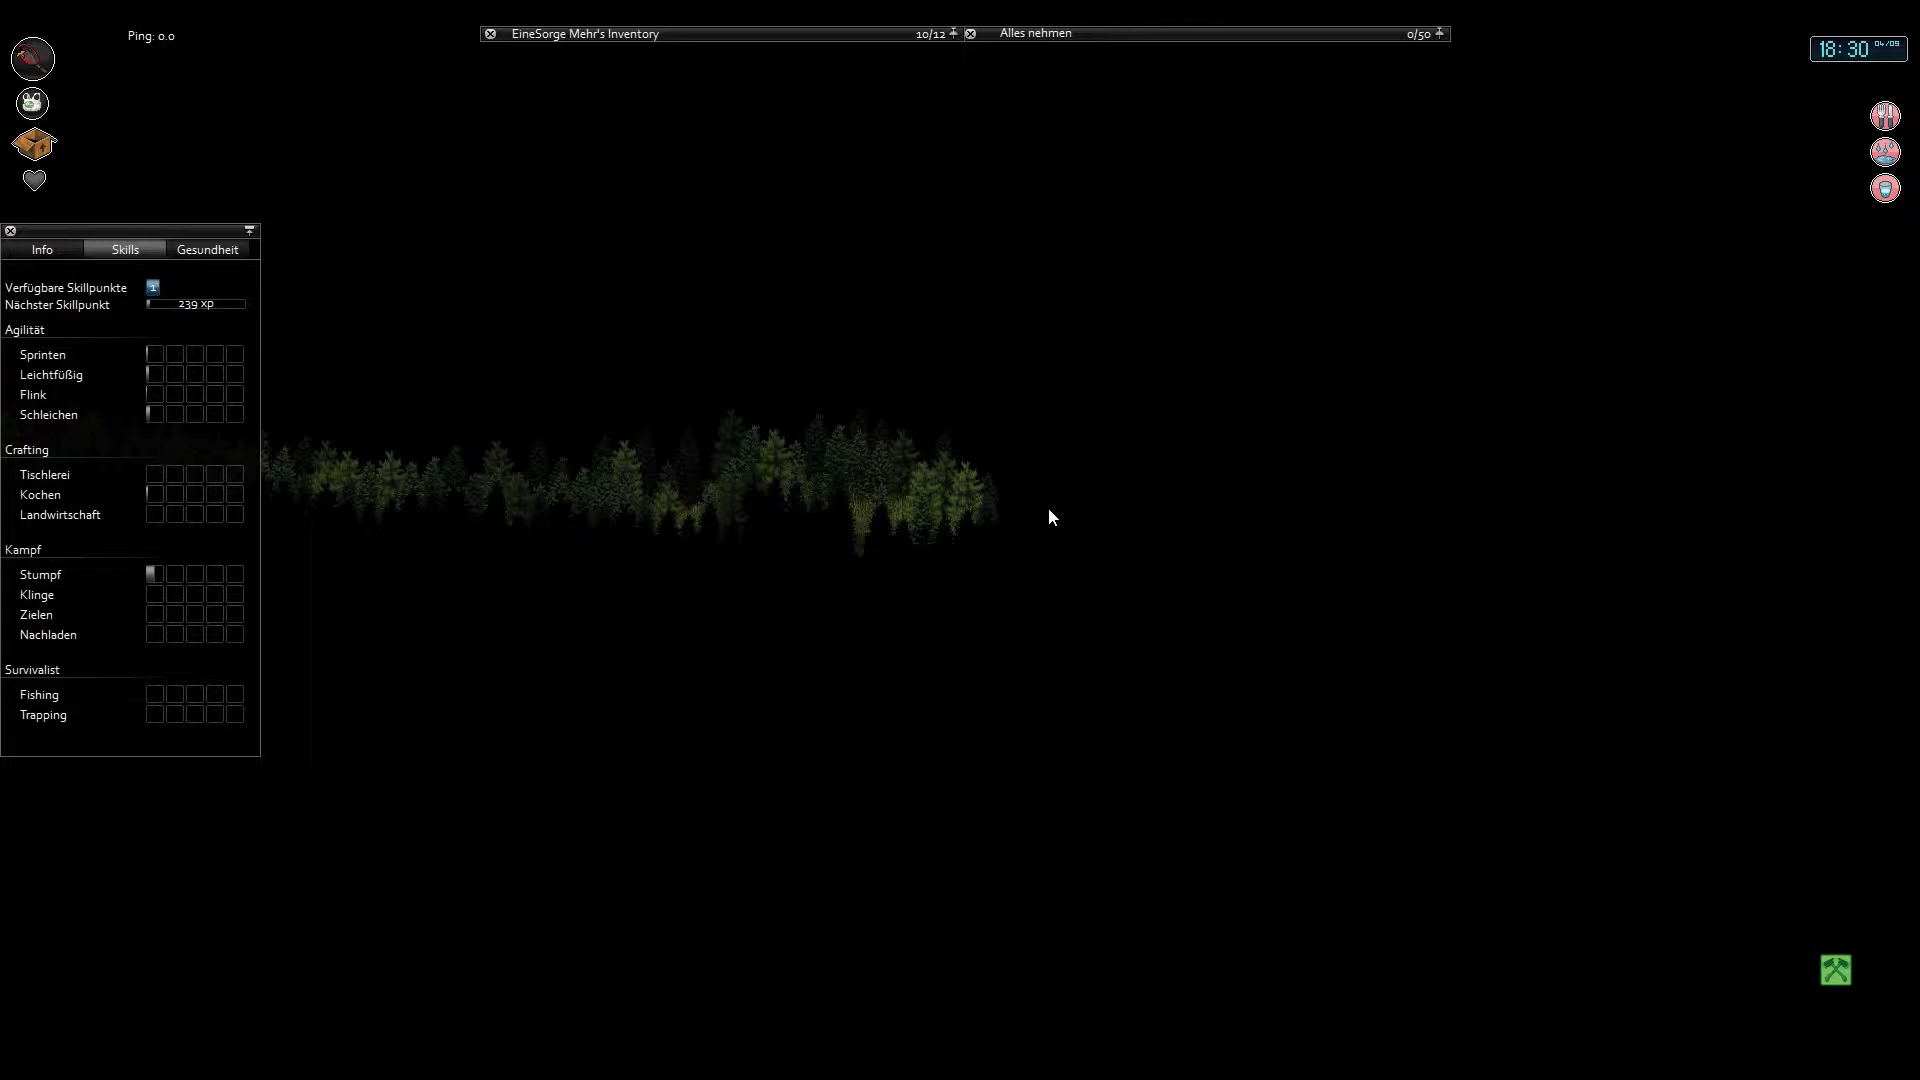 Ping: 0.0
EineSorge Mehr's Inventory 10/12
Alles nehmen 0/50
18:30 04/09
Info Skills Gesundheit
Verfügbare Skillpunkte 1
Nächster Skillpunkt 239 xp
Agilität
Sprinten
Leichtfüßig
Flink
Schleichen
Crafting
Tischlerei
Kochen
Landwirtschaft
Kampf
Stumpf
Klinge
Zielen
Nachladen
Survivalist
Fishing
Trapping